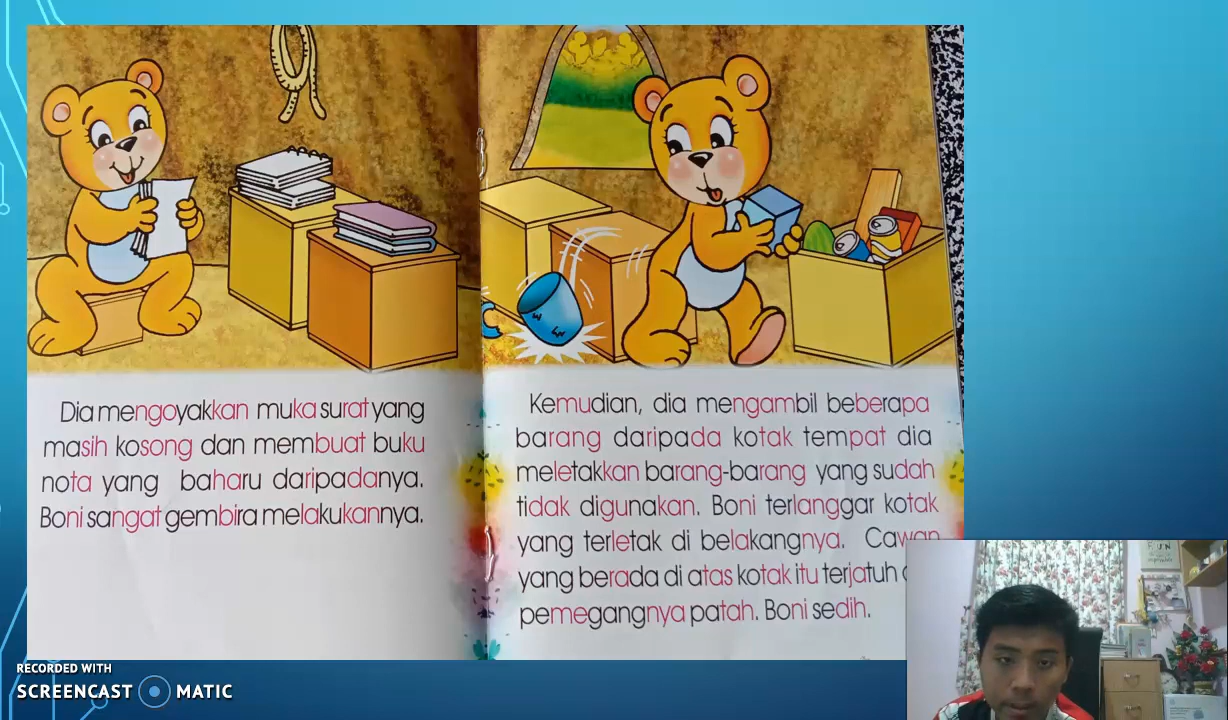 Dia mengoyakkan muka surat yang
masih kosong dan membuat buku
nota yang baharu daripadanya.
Boni sangat gembira melakukannya.
Kemudian, dia mengambil beberapa
barang daripada kotak tempat dia
meletakkan barang-barang yang sudah
tidak digunakan. Boni terlanggar kotak
yang terletak di belakangnya. Cawan
yang berada di atas kotak itu terjatuh
pemegangnya patah. Boni sedih.
RECORDED WITH
SCREENCAST MATIC